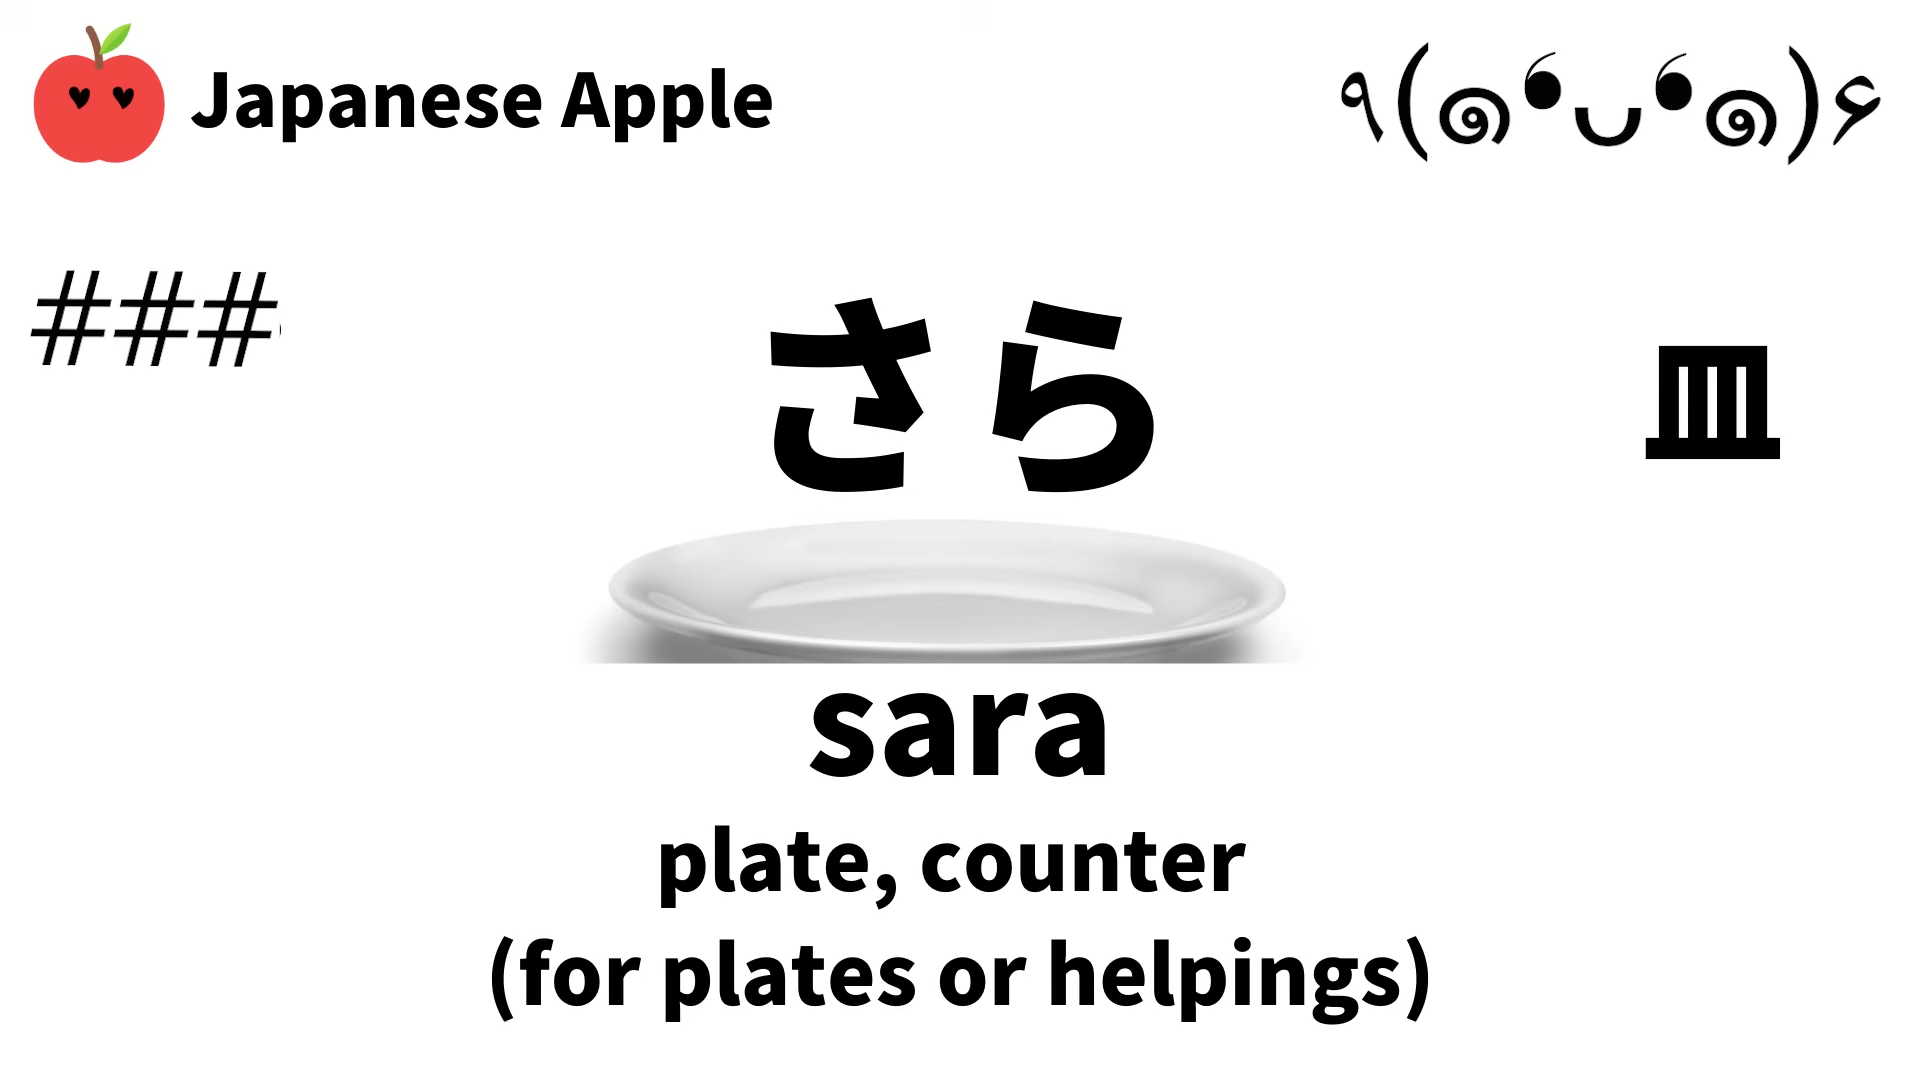 Japanese Apple
٩(๑❛ᴗ❛๑)۶
###
さら
皿
sara
plate, counter
(for plates or helpings)